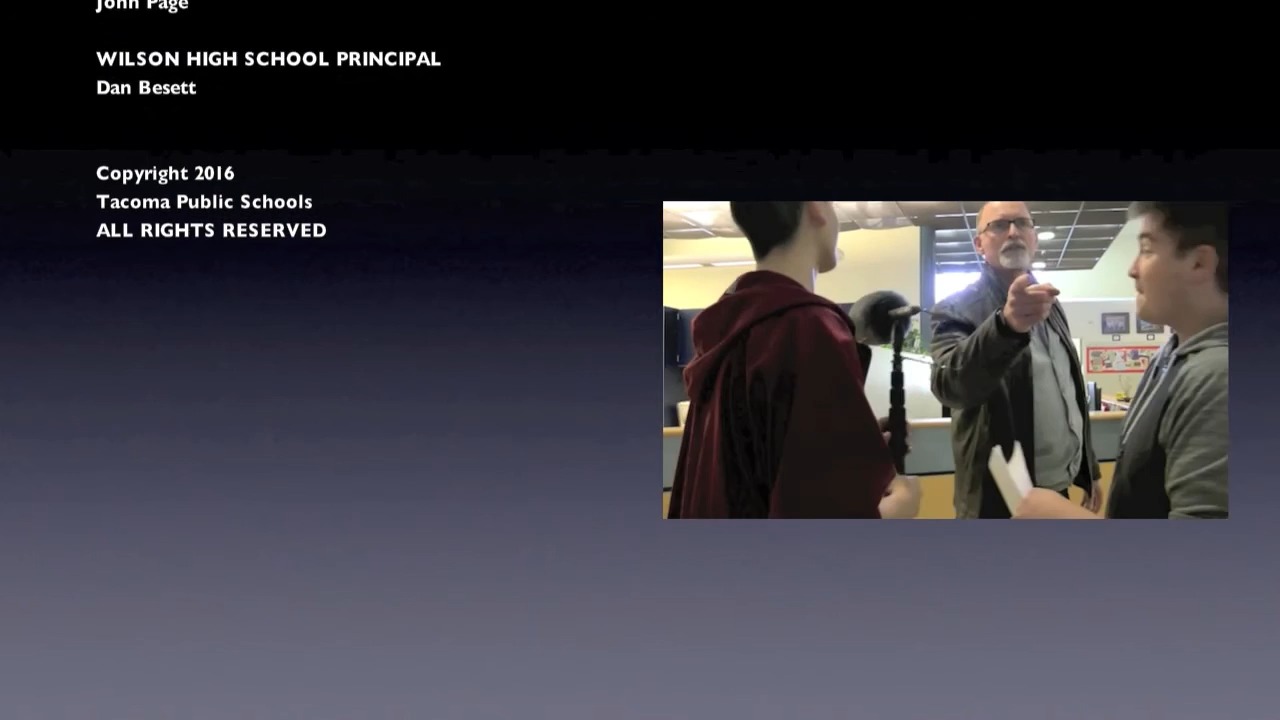 John Page
WILSON HIGH SCHOOL PRINCIPAL
Dan Besett
Copyright 2016
Tacoma Public Schools
ALL RIGHTS RESERVED